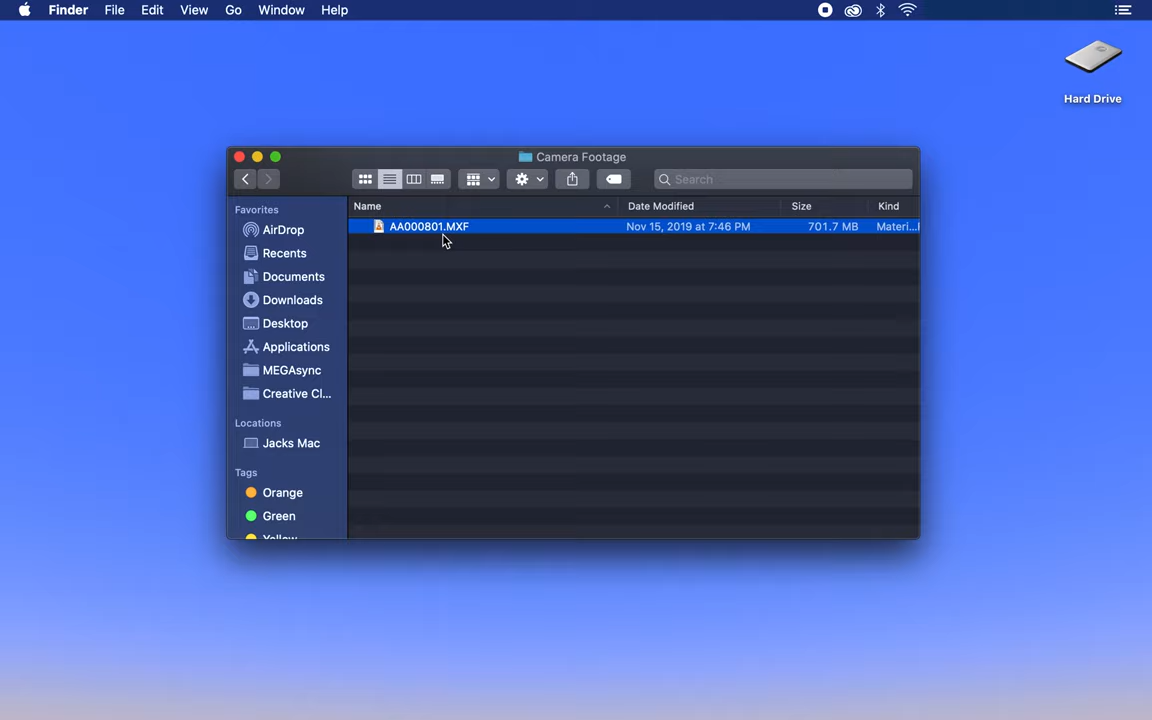 Finder File Edit View Go Window Help
Hard Drive
Camera Footage
Search
Favorites
AirDrop
Recents
Documents
Downloads
Desktop
Applications
MEGAsync
Creative Cl...
Locations
Jacks Mac
Tags
Orange
Green
Yellow
Name Date Modified Size Kind
AA000801.MXF Nov 15, 2019 at 7:46 PM 701.7 MB Materi...